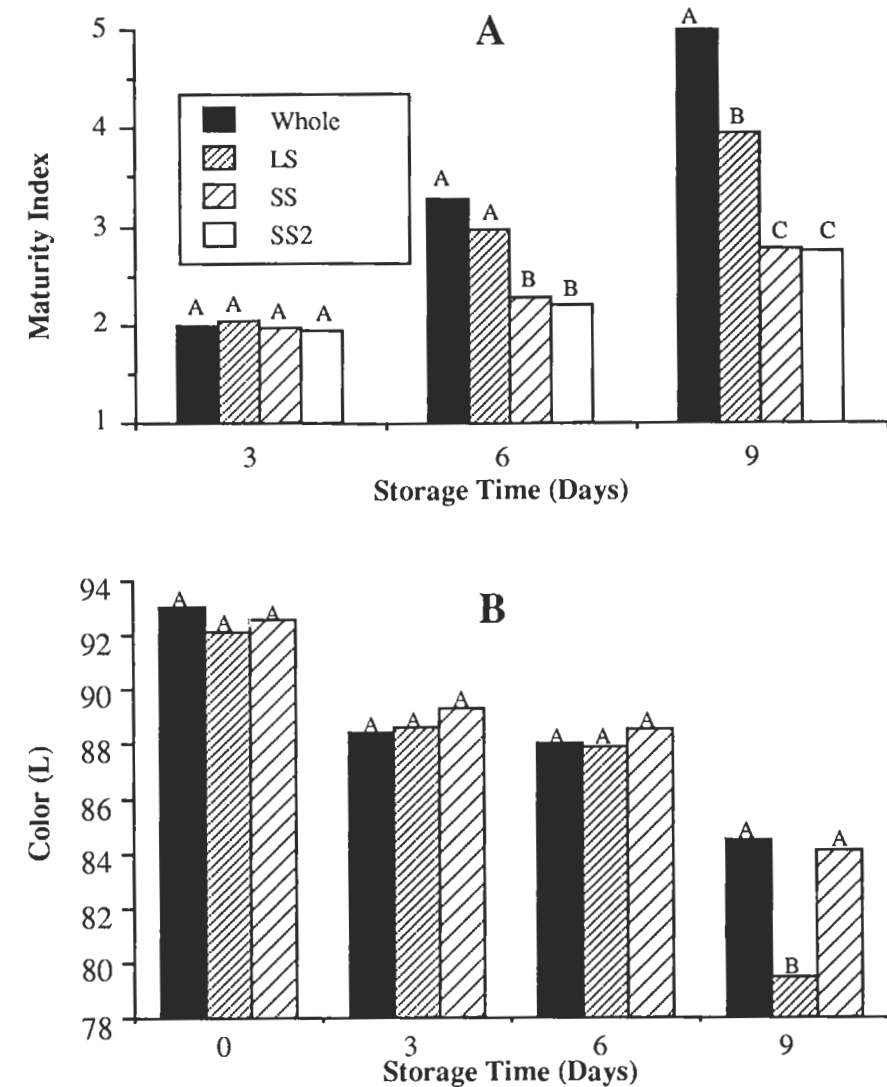 A
5
4
3
2
1
Maturity Index
Whole
LS
SS
SS2
A A A A
A A B B
A B C C
3 6 9
Storage Time (Days)
B
94
92
90
88
86
84
82
80
78
Color (L)
A A A
A A A
A A A
A B A
0 3 6 9
Storage Time (Days)